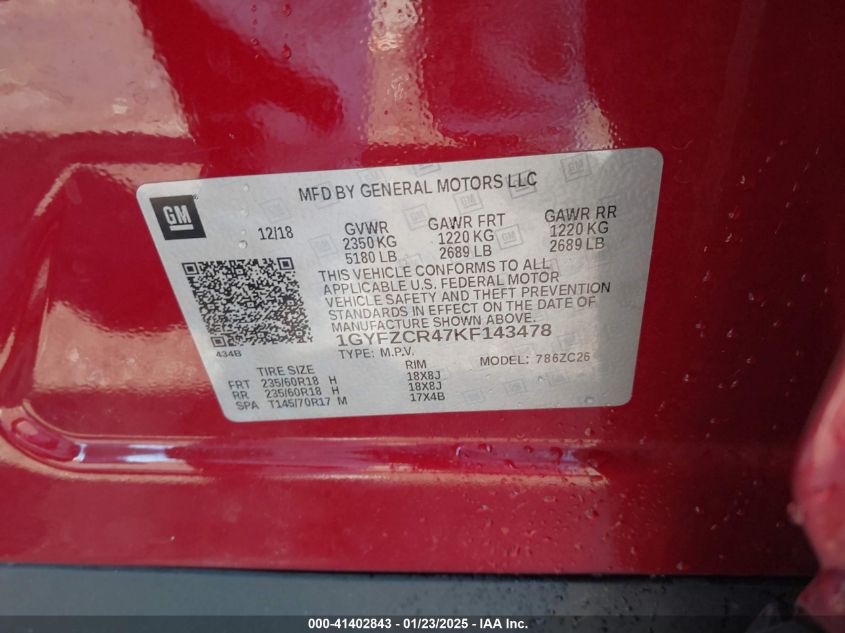 MFD BY GENERAL MOTORS LLC
GM
12/18 GVWR GAWR FRT GAWR RR
2350 KG 1220 KG 1220 KG
5180 LB 2689 LB 2689 LB
THIS VEHICLE CONFORMS TO ALL
APPLICABLE U.S. FEDERAL MOTOR
VEHICLE SAFETY AND THEFT PREVENTION
STANDARDS IN EFFECT ON THE DATE OF
MANUFACTURE SHOWN ABOVE.
434B
1GYFZCR47KF143478
TYPE: M.P.V. MODEL: 786ZC26
TIRE SIZE RIM
FRT 235/60R18 H 18X8J
RR 235/60R18 H 18X8J
SPA T145/70R17 M 17X4B
000-41402843 / 01/23/2025 - IAA Inc.